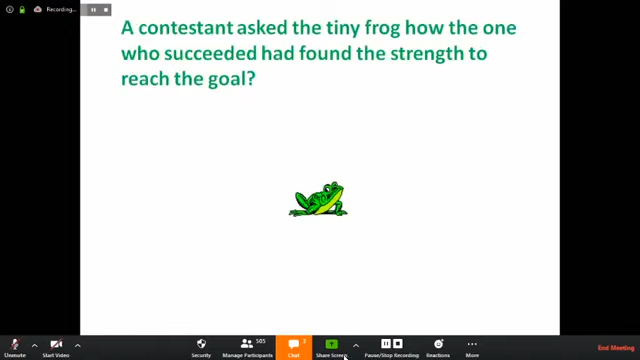 Recording...
A contestant asked the tiny frog how the one
who succeeded had found the strength to
reach the goal?
505
3
Unmute
Start Video
Security
Manage Participants
Chat
Share Screen
Pause/Stop Recording
Reactions
More
End Meeting